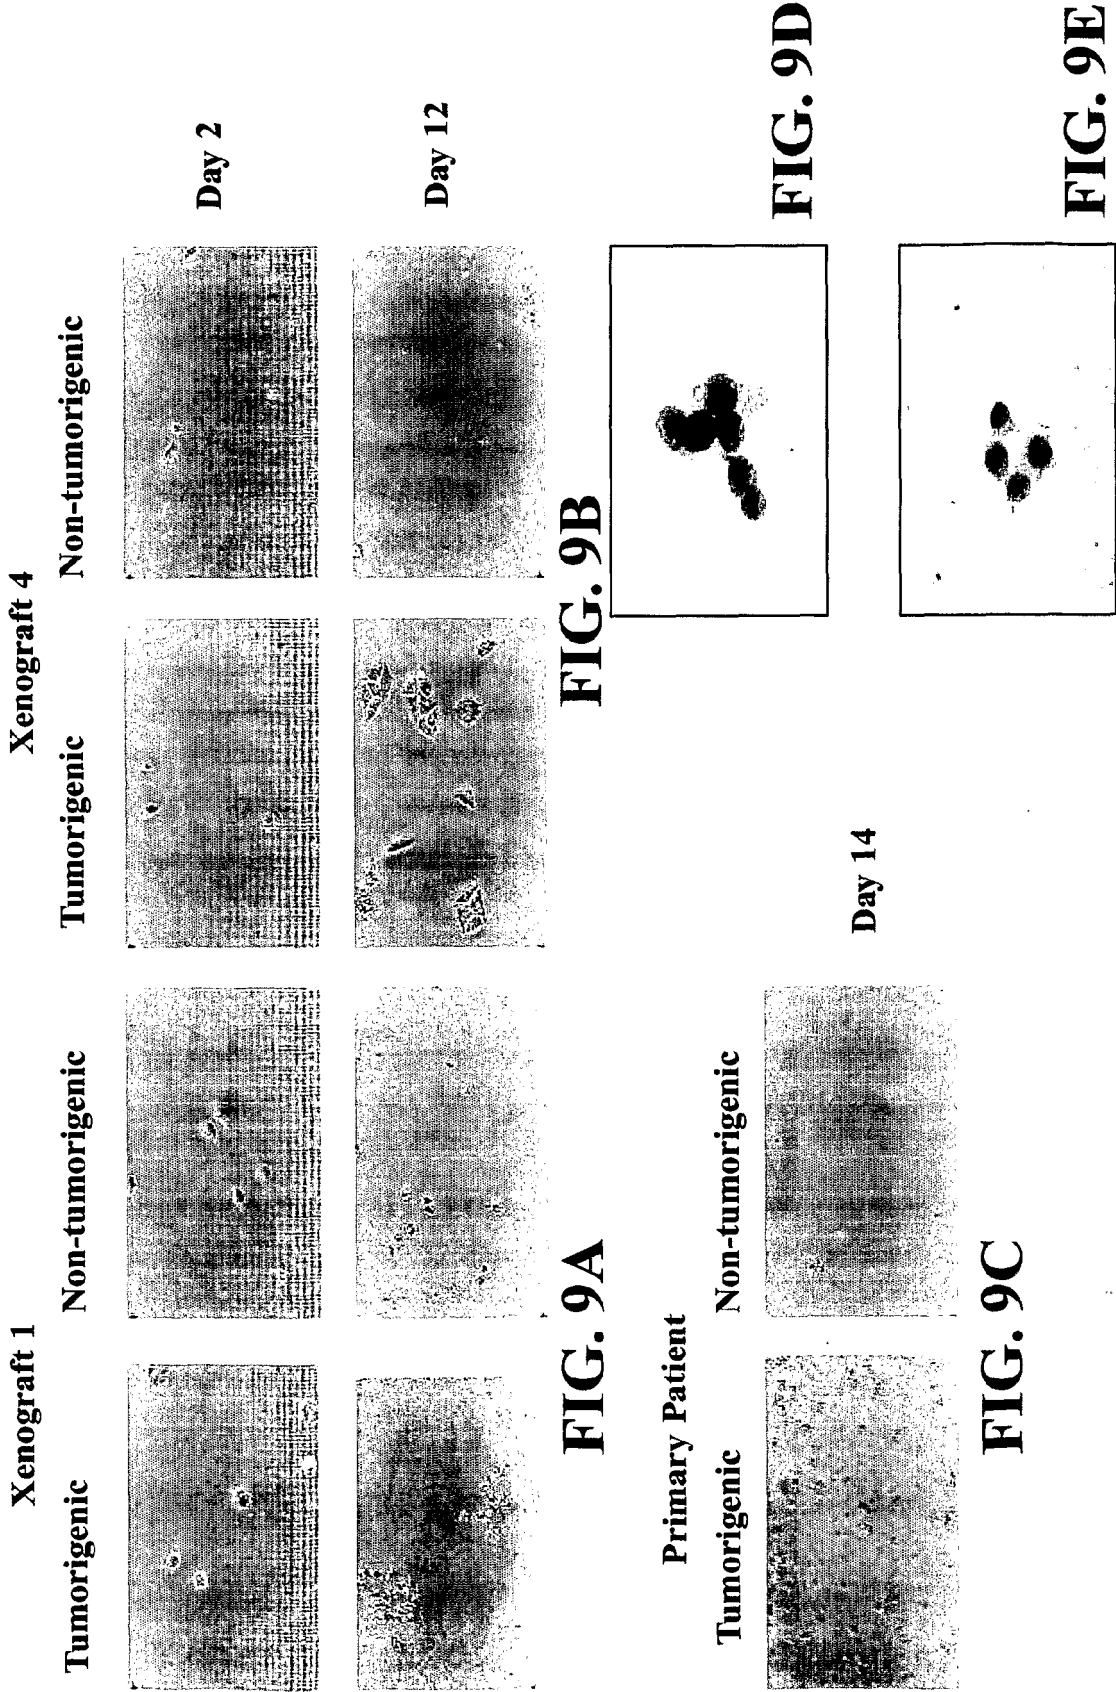 Xenograft 1
Xenograft 4
Tumorigenic
Non-tumorigenic
Tumorigenic
Non-tumorigenic
Day 2
Day 12
FIG. 9A
FIG. 9B
Primary Patient
Tumorigenic
Non-tumorigenic
Day 14
FIG. 9C
FIG. 9D
FIG. 9E